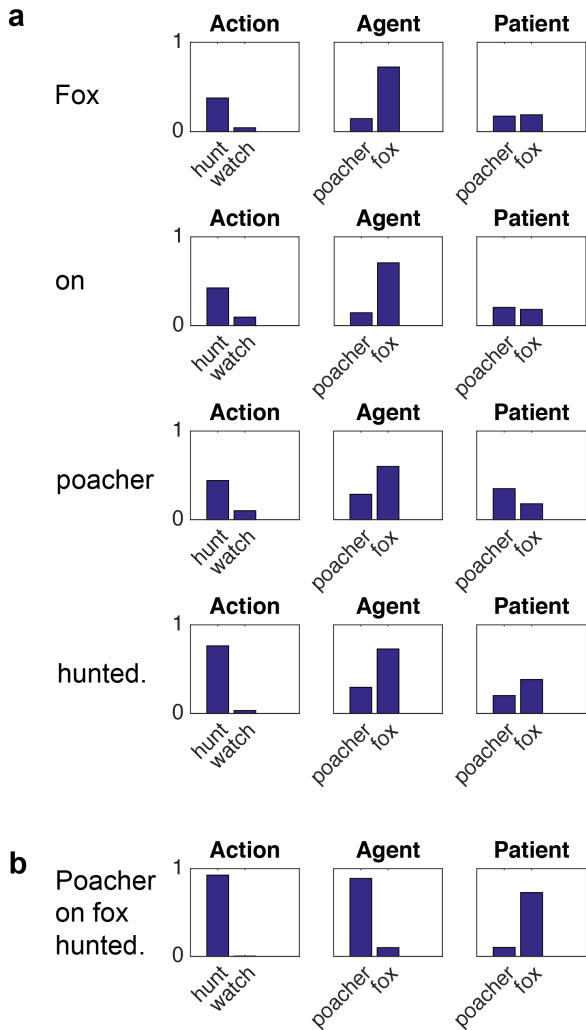 a
Action Agent Patient
Fox
1
0
hunt watch poacher fox poacher fox
Action Agent Patient
on
1
0
hunt watch poacher fox poacher fox
Action Agent Patient
poacher
1
0
hunt watch poacher fox poacher fox
Action Agent Patient
hunted.
1
0
hunt watch poacher fox poacher fox
b
Action Agent Patient
Poacher
on fox
hunted.
1
0
hunt watch poacher fox poacher fox